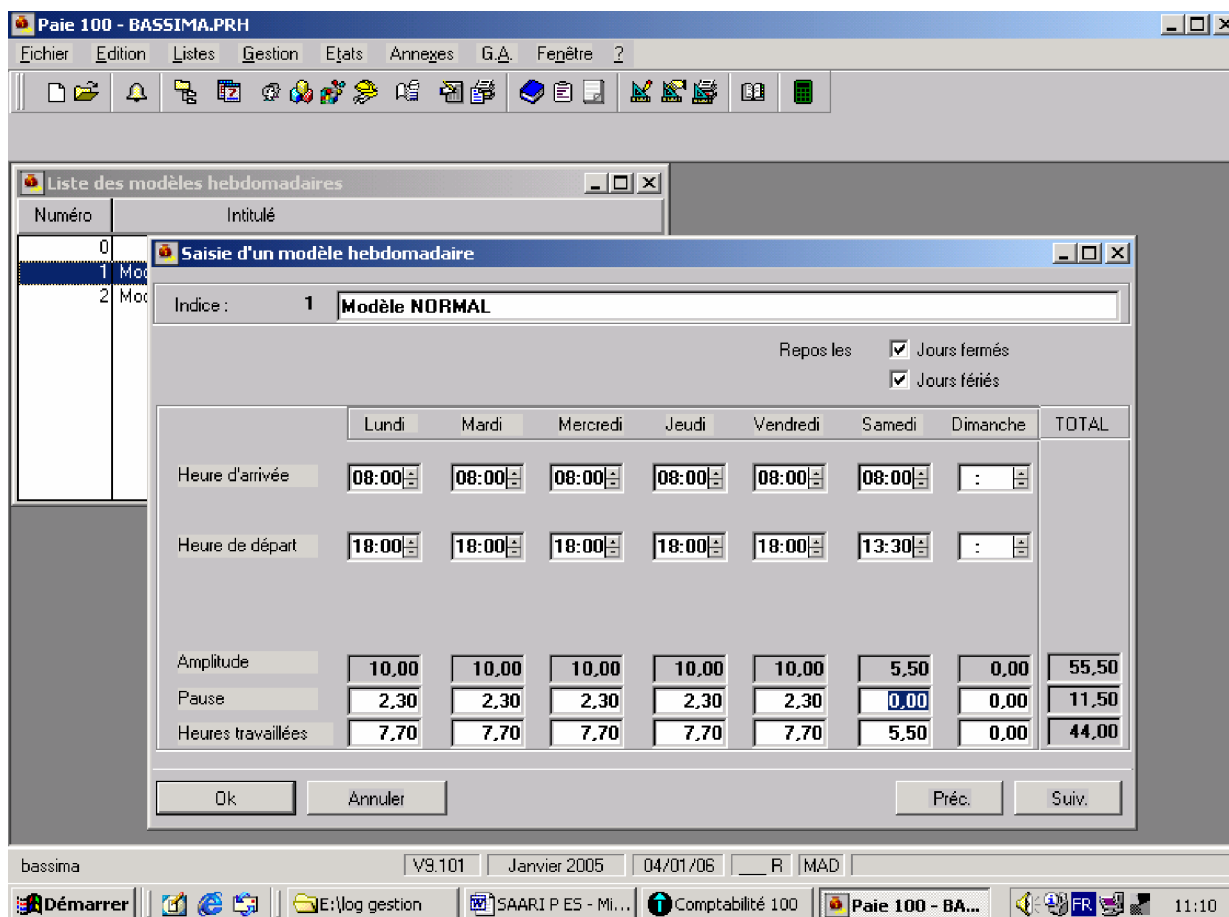 Paie 100 - BASSIMA.PRH
Fichier Edition Listes Gestion Etats Annexes G.A. Fenêtre ?
Liste des modèles hebdomadaires
Numéro Intitulé
0
1 Mod
2 Mod
Saisie d'un modèle hebdomadaire
Indice : 1 Modèle NORMAL
Repos les Jours fermés
Jours fériés
Lundi Mardi Mercredi Jeudi Vendredi Samedi Dimanche TOTAL
Heure d'arrivée 08:00 08:00 08:00 08:00 08:00 08:00 :
Heure de départ 18:00 18:00 18:00 18:00 18:00 13:30 :
Amplitude 10,00 10,00 10,00 10,00 10,00 5,50 0,00 55,50
Pause 2,30 2,30 2,30 2,30 2,30 0,00 0,00 11,50
Heures travaillées 7,70 7,70 7,70 7,70 7,70 5,50 0,00 44,00
Ok Annuler Préc. Suiv.
bassima V9.101 Janvier 2005 04/01/06 ___ R MAD
Démarrer E:\log gestion SAARI P ES - Mi... Comptabilité 100 Paie 100 - BA... FR 11:10